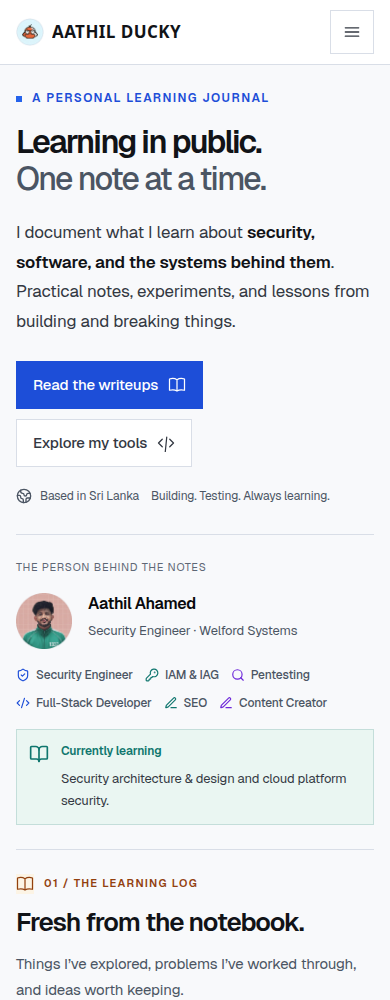 AATHIL DUCKY
A PERSONAL LEARNING JOURNAL
Learning in public.
One note at a time.
I document what I learn about security,
software, and the systems behind them.
Practical notes, experiments, and lessons from
building and breaking things.
Read the writeups
Explore my tools
Based in Sri Lanka Building. Testing. Always learning.
THE PERSON BEHIND THE NOTES
Aathil Ahamed
Security Engineer · Welford Systems
Security Engineer IAM & IAG Pentesting
Full-Stack Developer SEO Content Creator
Currently learning
Security architecture & design and cloud platform
security.
01 / THE LEARNING LOG
Fresh from the notebook.
Things I've explored, problems I've worked through,
and ideas worth keeping.